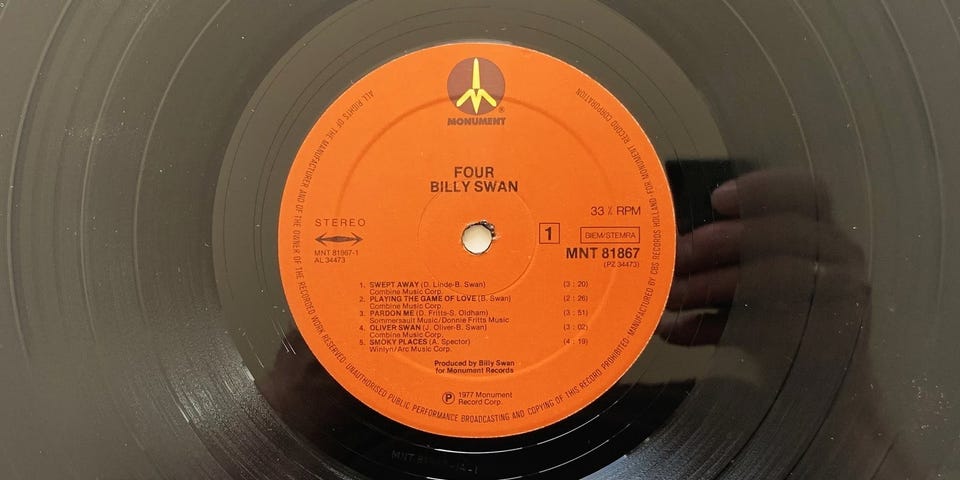 MONUMENT®
FOUR
BILLY SWAN
STEREO
MNT 81867-1
AL 34473
33⅓ RPM
1 BIEM/STEMRA
MNT 81867
(PZ 34473)
1. SWEPT AWAY (D. Linde-B. Swan) (3 : 20)
Combine Music Corp.
2. PLAYING THE GAME OF LOVE (B. Swan) (2 : 26)
Combine Music Corp.
3. PARDON ME (D. Fritts-S. Oldham) (3 : 51)
Sommersault Music/Donnie Fritts Music
4. OLIVER SWAN (J. Oliver-B. Swan) (3 : 02)
Combine Music Corp.
5. SMOKY PLACES (A. Spector) (4 : 19)
Winlyn/Arc Music Corp.
Produced by Billy Swan
for Monument Records
Ⓟ 1977 Monument
Record Corp.
ALL RIGHTS OF THE MANUFACTURER AND OF THE OWNER OF THE RECORDED WORK RESERVED-UNAUTHORISED PUBLIC PERFORMANCE BROADCASTING AND COPYING OF THIS RECORD PROHIBITED MANUFACTURED BY CBS RECORDS HOLLAND FOR MONUMENT RECORD CORPORATION